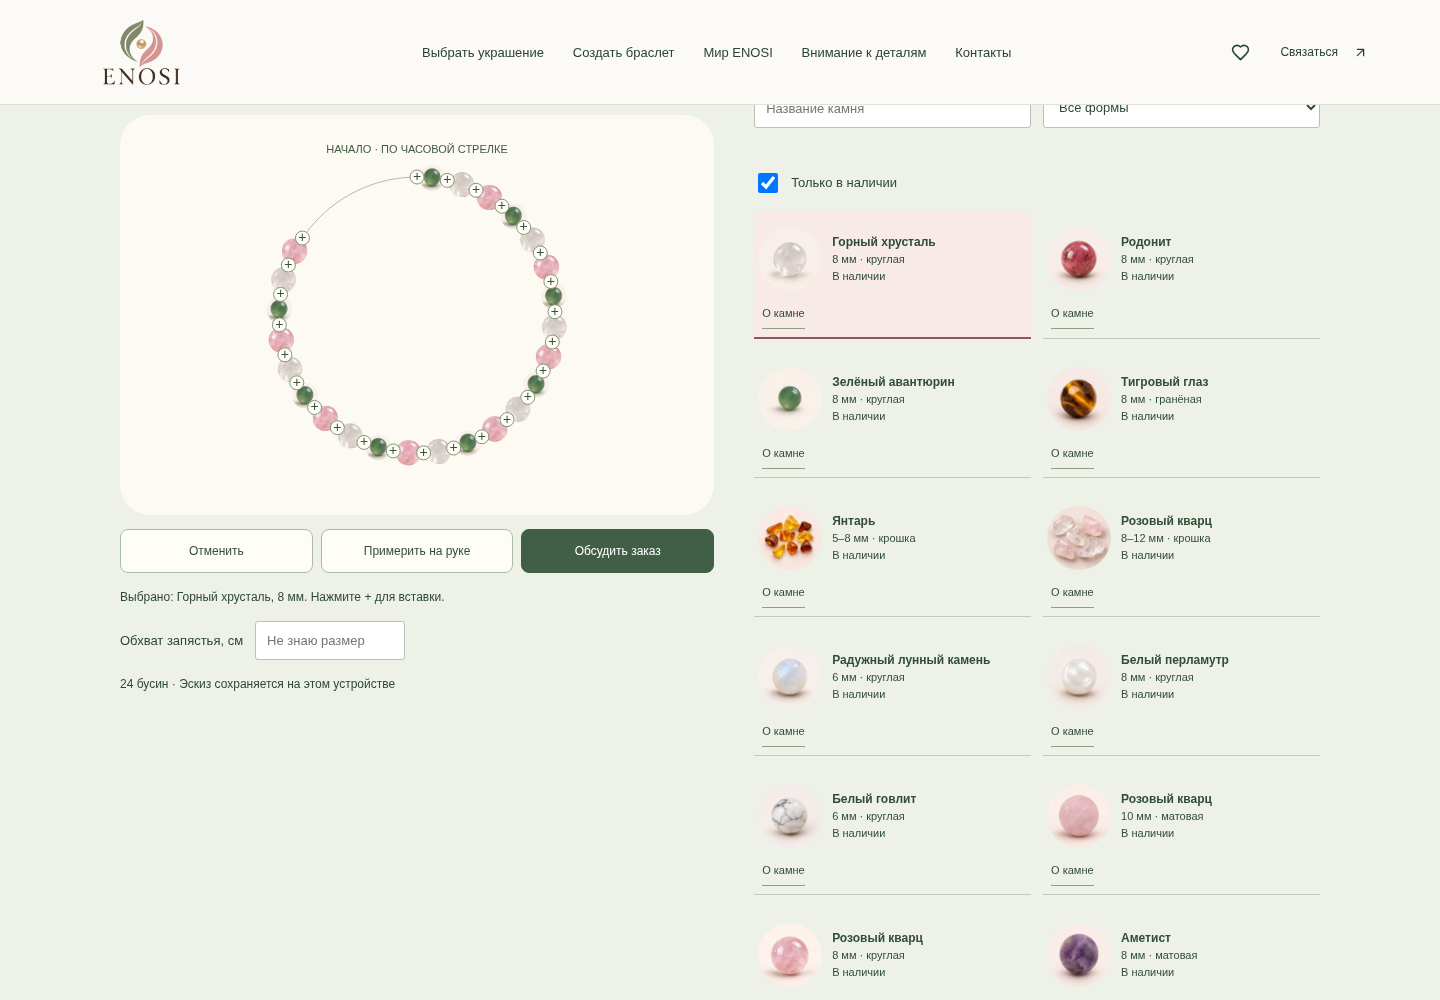 ENOSI
Выбрать украшение
Создать браслет
Мир ENOSI
Внимание к деталям
Контакты
Связаться
НАЧАЛО · ПО ЧАСОВОЙ СТРЕЛКЕ
Отменить
Примерить на руке
Обсудить заказ
Выбрано: Горный хрусталь, 8 мм. Нажмите + для вставки.
Обхват запястья, см
Не знаю размер
24 бусин · Эскиз сохраняется на этом устройстве
Название камня
Все формы
Только в наличии
Горный хрусталь
8 мм · круглая
В наличии
О камне
Родонит
8 мм · круглая
В наличии
О камне
Зелёный авантюрин
8 мм · круглая
В наличии
О камне
Тигровый глаз
8 мм · гранёная
В наличии
О камне
Янтарь
5–8 мм · крошка
В наличии
О камне
Розовый кварц
8–12 мм · крошка
В наличии
О камне
Радужный лунный камень
6 мм · круглая
В наличии
О камне
Белый перламутр
8 мм · круглая
В наличии
О камне
Белый говлит
6 мм · круглая
В наличии
О камне
Розовый кварц
10 мм · матовая
В наличии
О камне
Розовый кварц
8 мм · круглая
В наличии
Аметист
8 мм · матовая
В наличии